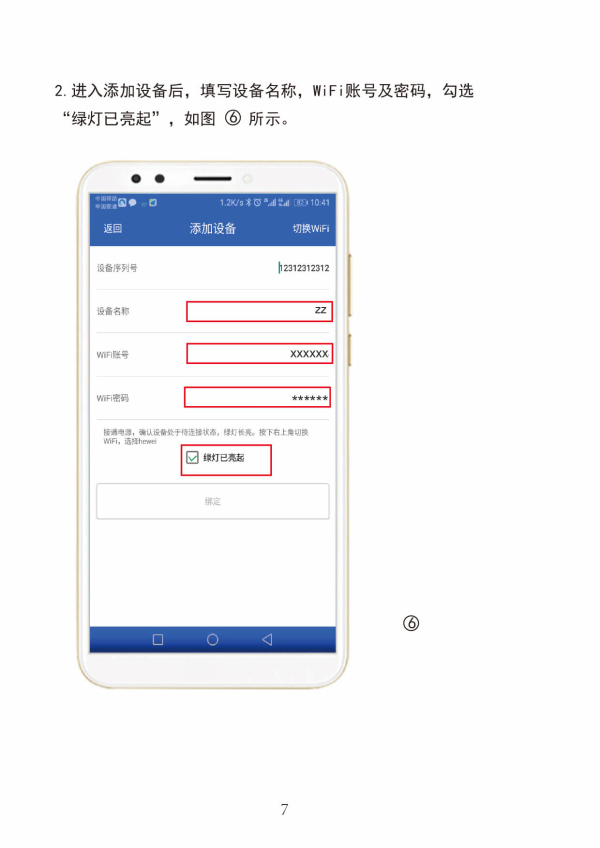 2.进入添加设备后，填写设备名称，WiFi账号及密码，勾选
“绿灯已亮起”，如图 ⑥ 所示。
中国移动
中国联通
1.2K/s 82 10:41
返回 添加设备 切换WiFi
设备序列号 12312312312
设备名称 ZZ
WiFi账号 XXXXXX
WiFi密码 ******
接通电源，确认设备处于待连接状态，绿灯长亮。按下右上角切换
WiFi，选择hewei
绿灯已亮起
绑定
⑥
7